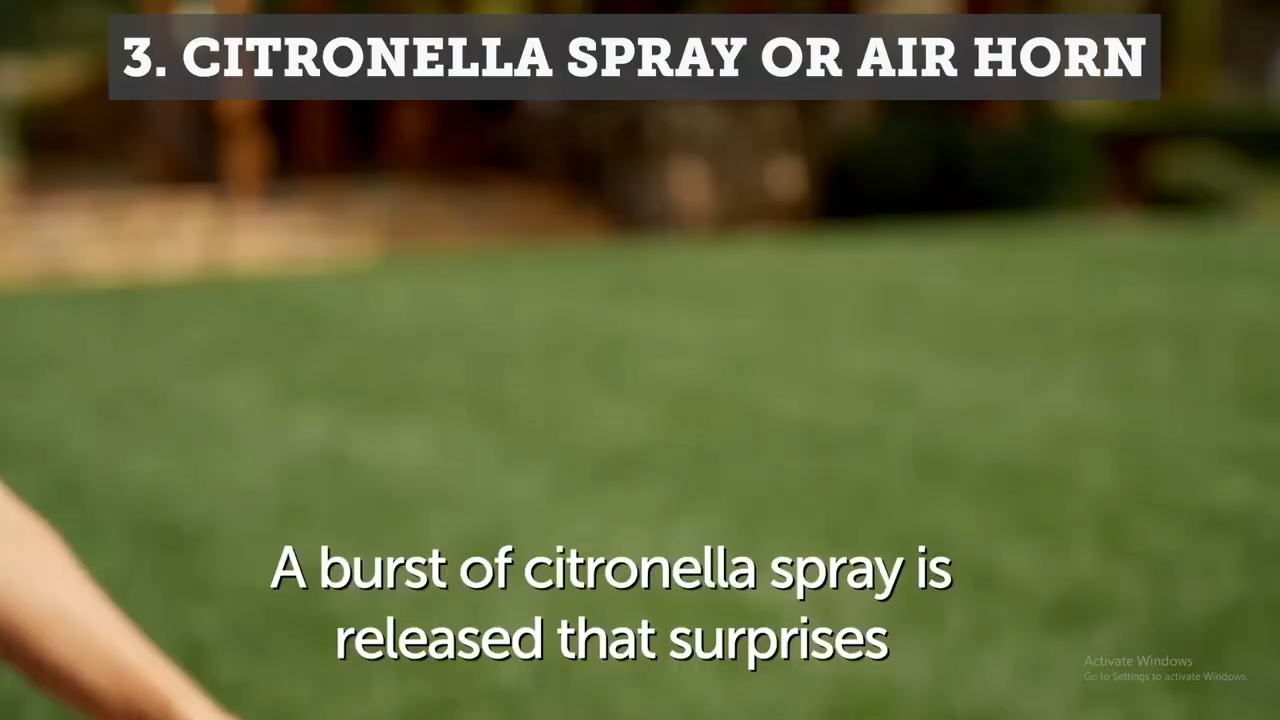 3. CITRONELLA SPRAY OR AIR HORN
A burst of citronella spray is
released that surprises
Activate Windows
Go to Settings to activate Windows.